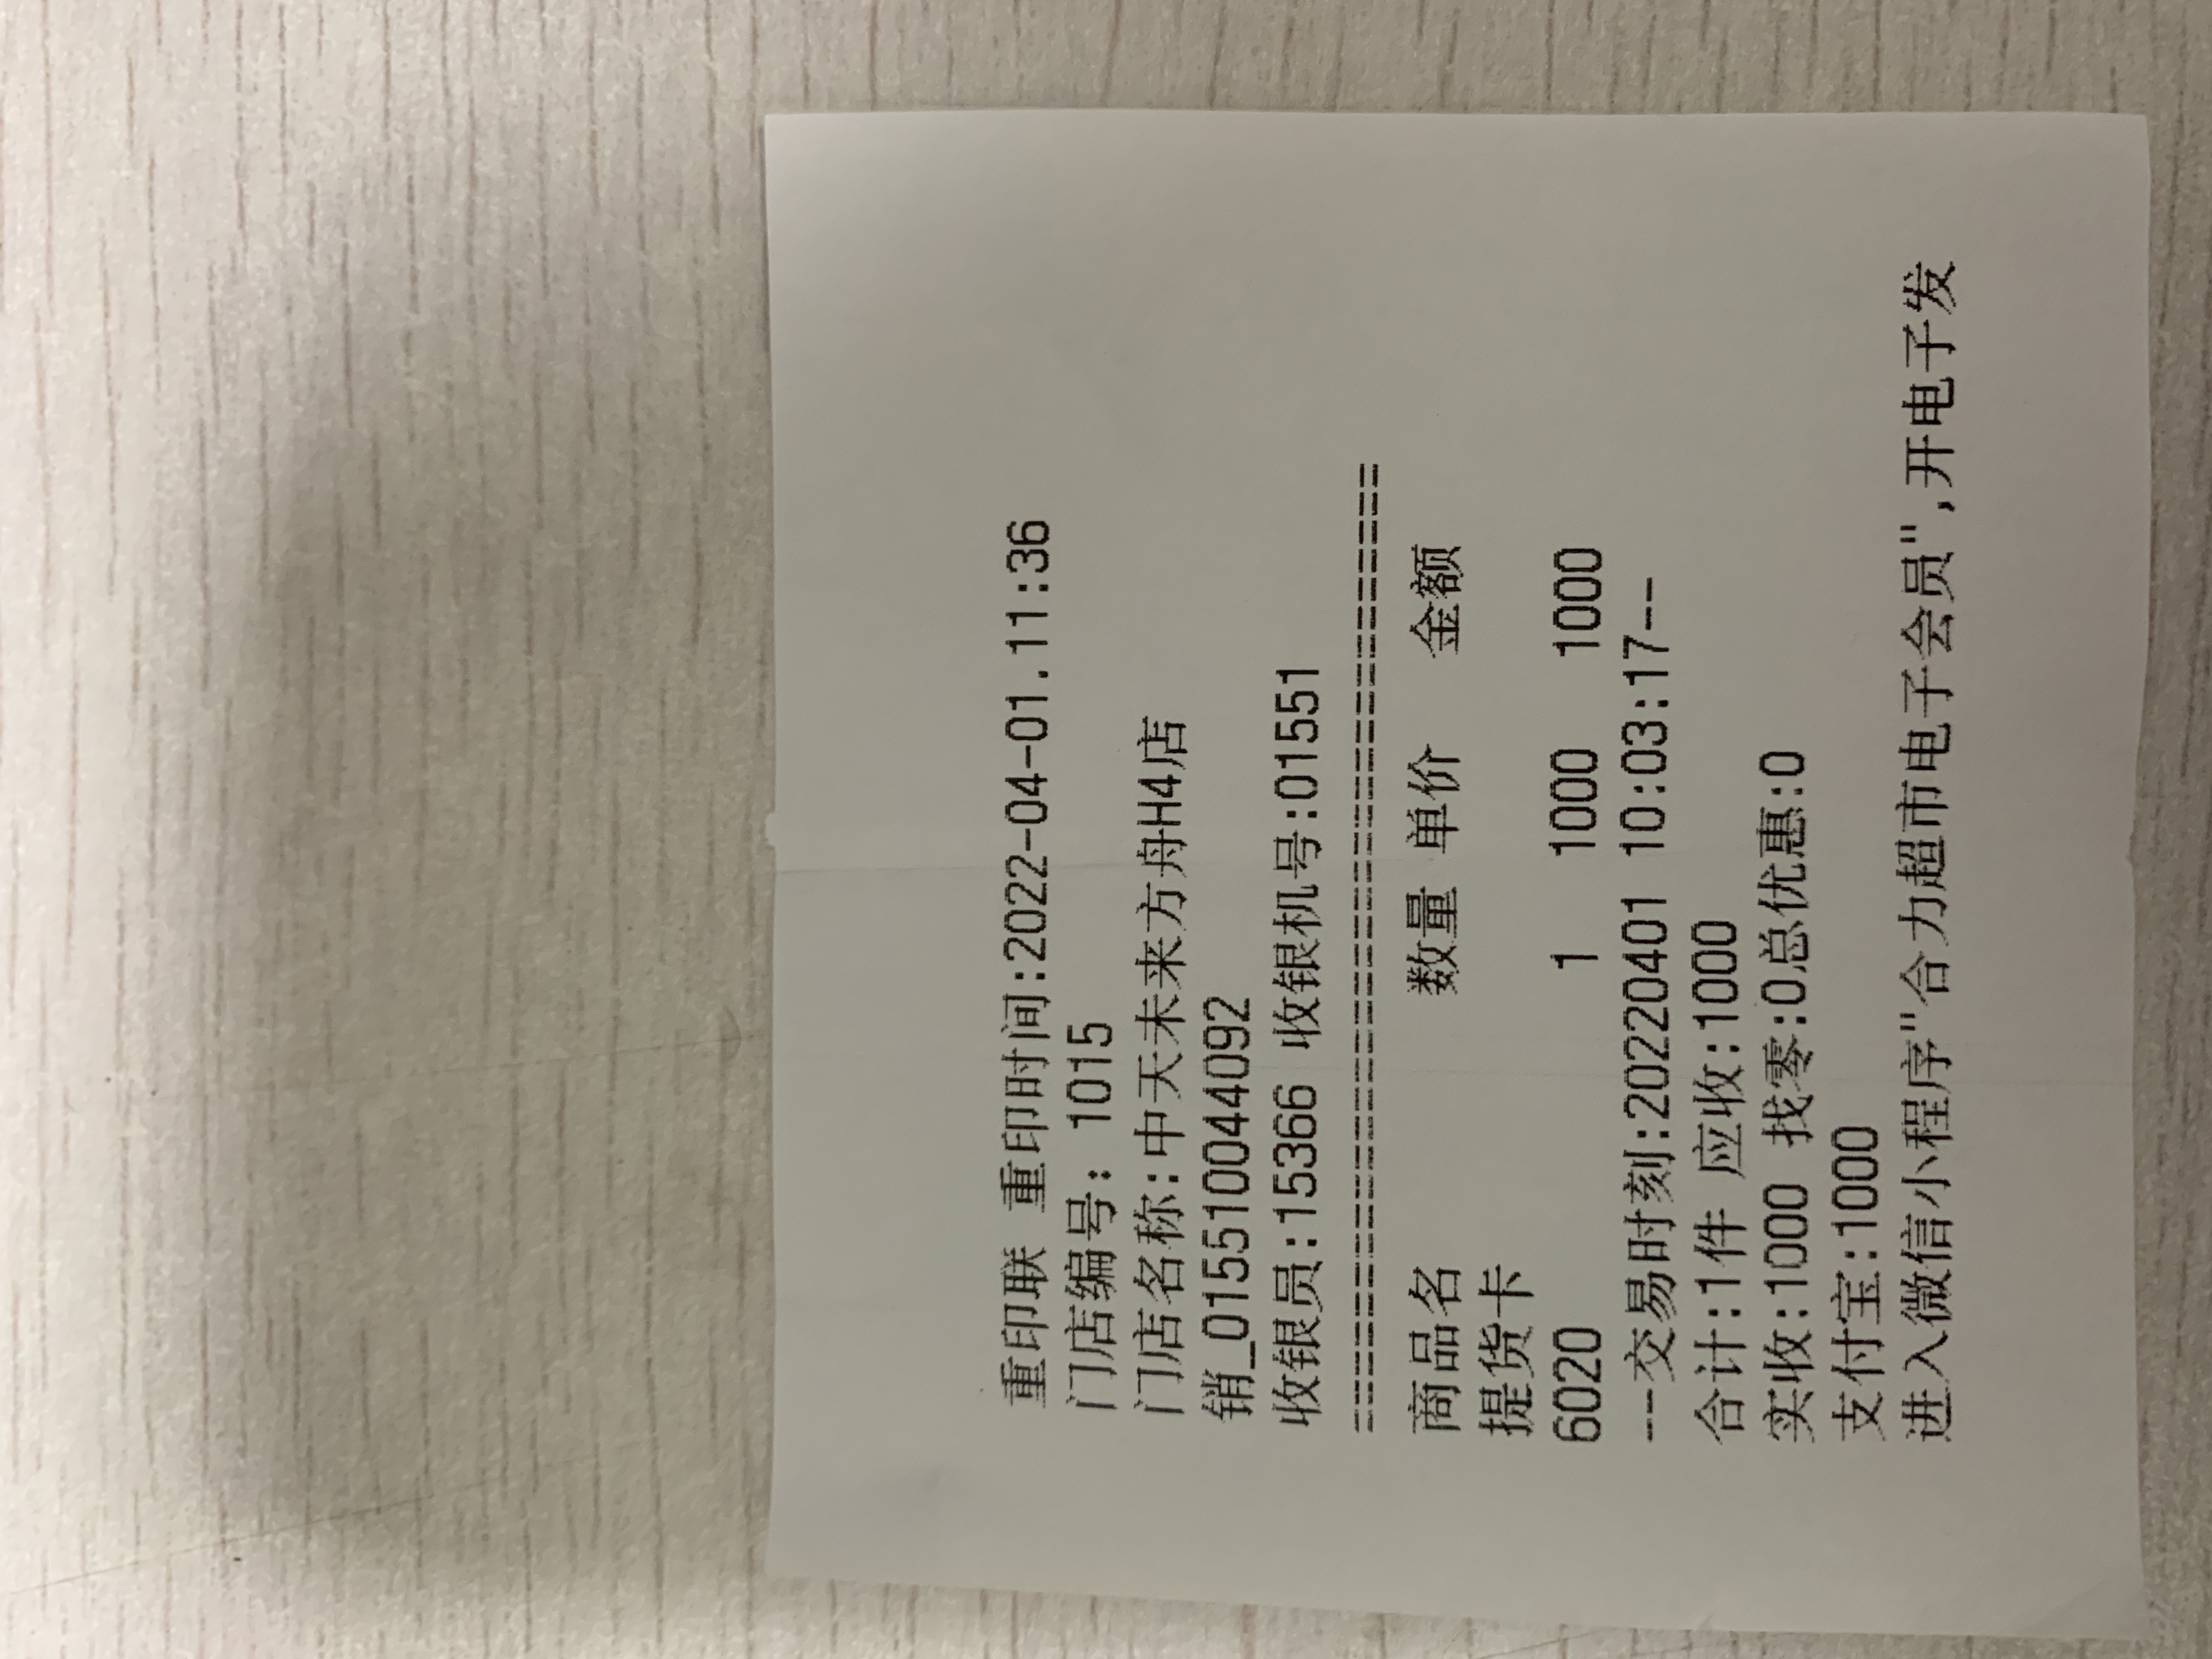 重印联 重印时间:2022-04-01.11:36
门店编号: 1015
门店名称:中天未来方舟H4店
销_015510044092
收银员:15366 收银机号:01551
================================
商品名 数量 单价 金额
提货卡
6020 1 1000 1000
--交易时刻:20220401 10:03:17--
合计:1件 应收:1000
实收:1000 找零:0总优惠:0
支付宝:1000
进入微信小程序"合力超市电子会员",开电子发